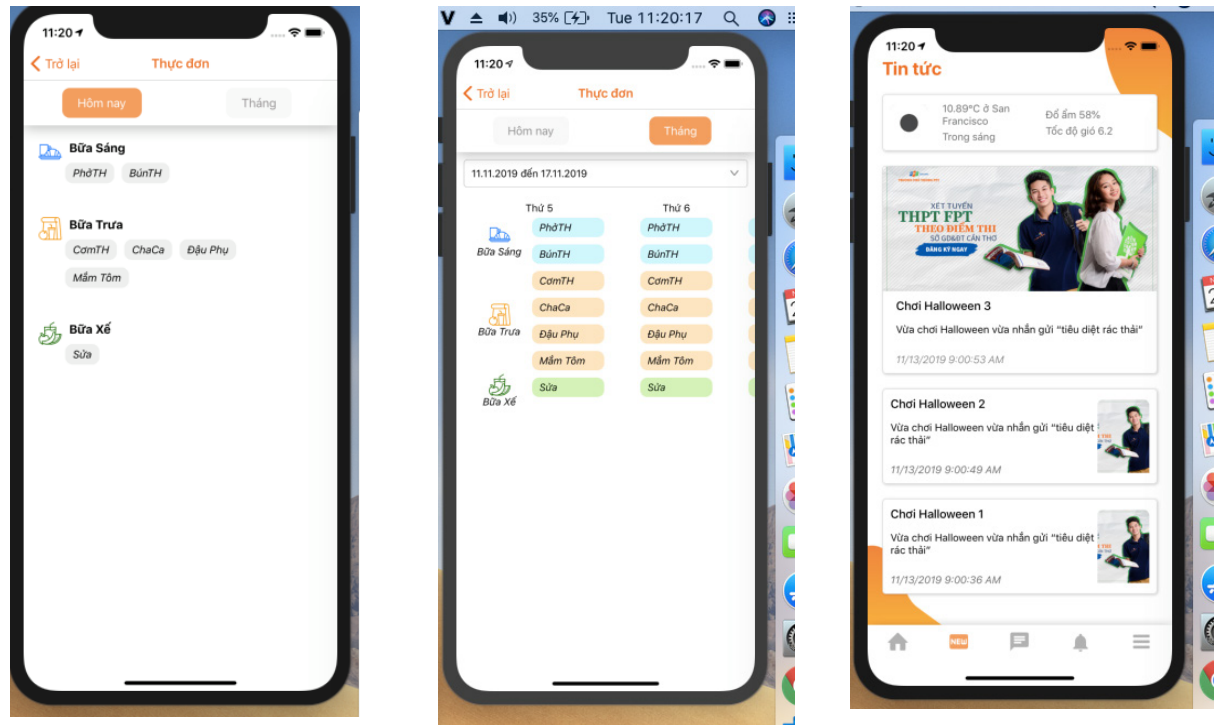 11:20
Trở lại
Thực đơn
Hôm nay
Tháng
Bữa Sáng
PhởTH
BúnTH
Bữa Trưa
CơmTH
ChaCa
Đậu Phụ
Mắm Tôm
Bữa Xế
Sữa
35%
Tue 11:20:17
11:20
Trở lại
Thực đơn
Hôm nay
Tháng
11.11.2019 đến 17.11.2019
Thứ 5
Thứ 6
Bữa Sáng
PhởTH
PhởTH
BúnTH
BúnTH
Bữa Trưa
CơmTH
CơmTH
ChaCa
ChaCa
Đậu Phụ
Đậu Phụ
Mắm Tôm
Mắm Tôm
Bữa Xế
Sữa
Sữa
11:20
Tin tức
10.89°C ở San
Francisco
Trong sáng
Đổ ẩm 58%
Tốc độ gió 6.2
XÉT TUYỂN
THPT FPT
THEO ĐIỂM THI
SỞ GD&ĐT CẦN THƠ
ĐĂNG KÝ NGAY
Chơi Halloween 3
Vừa chơi Halloween vừa nhắn gửi “tiêu diệt rác thải”
11/13/2019 9:00:53 AM
Chơi Halloween 2
Vừa chơi Halloween vừa nhắn gửi “tiêu diệt
rác thải”
11/13/2019 9:00:49 AM
Chơi Halloween 1
Vừa chơi Halloween vừa nhắn gửi “tiêu diệt
rác thải”
11/13/2019 9:00:36 AM
NEW